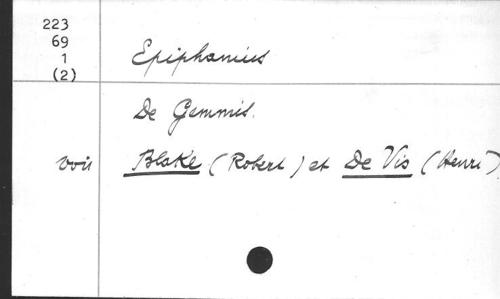 223
69
1
(2)
Epiphanius
De Gemmis.
voir Blake (Robert) et De Vis (Henri)